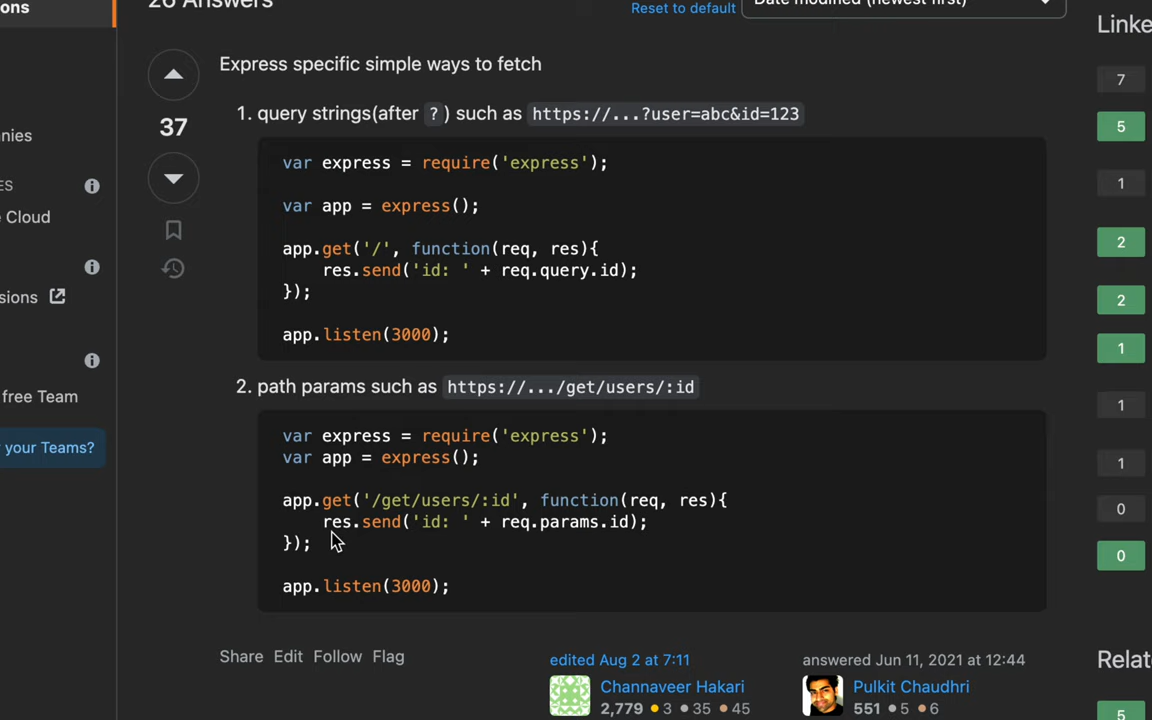 ons
26 Answers
Reset to default
Date modified (newest first)
Linke
Express specific simple ways to fetch
7
37
1. query strings(after ? ) such as https://...?user=abc&id=123
5
nies
var express = require('express');
1
ES
var app = express();
e Cloud
app.get('/', function(req, res){
2
res.send('id: ' + req.query.id);
});
sions
2
app.listen(3000);
1
2. path params such as https://.../get/users/:id
free Team
1
var express = require('express');
your Teams?
var app = express();
1
app.get('/get/users/:id', function(req, res){
0
res.send('id: ' + req.params.id);
});
0
app.listen(3000);
Share Edit Follow Flag
edited Aug 2 at 7:11
answered Jun 11, 2021 at 12:44
Relat
Channaveer Hakari
Pulkit Chaudhri
2,779 3 35 45
551 5 6
5